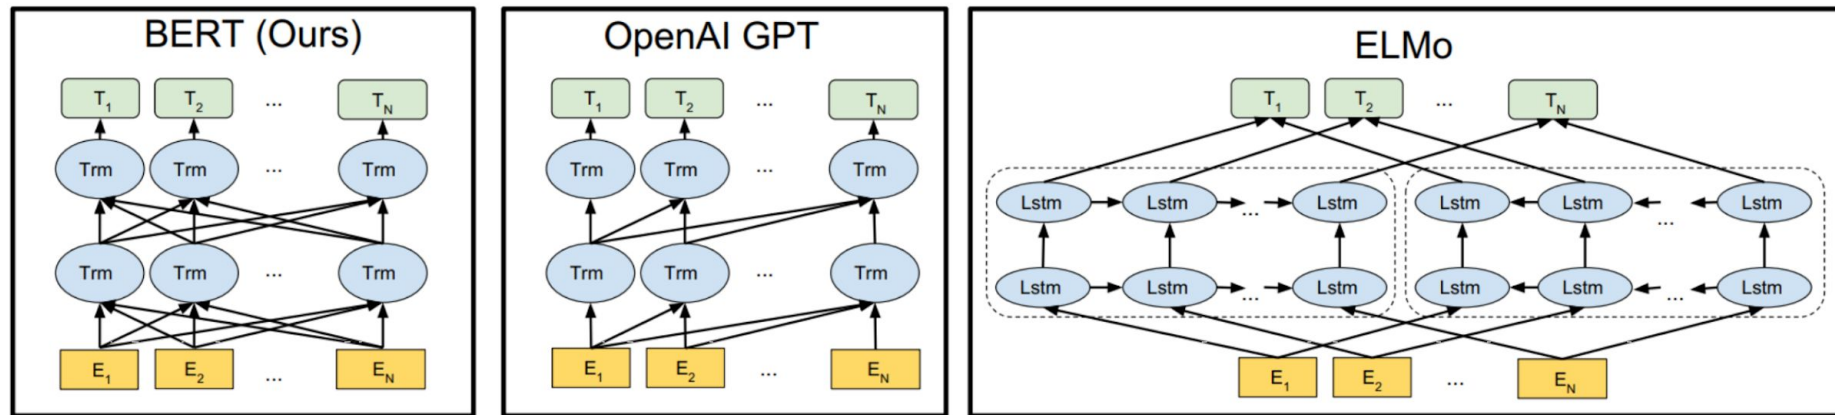 BERT (Ours)
T1 T2 ... TN
Trm Trm ... Trm
Trm Trm ... Trm
E1 E2 ... EN
OpenAI GPT
T1 T2 ... TN
Trm Trm ... Trm
Trm Trm ... Trm
E1 E2 ... EN
ELMo
T1 T2 ... TN
Lstm Lstm ... Lstm Lstm Lstm ... Lstm
Lstm Lstm ... Lstm Lstm Lstm ... Lstm
E1 E2 ... EN